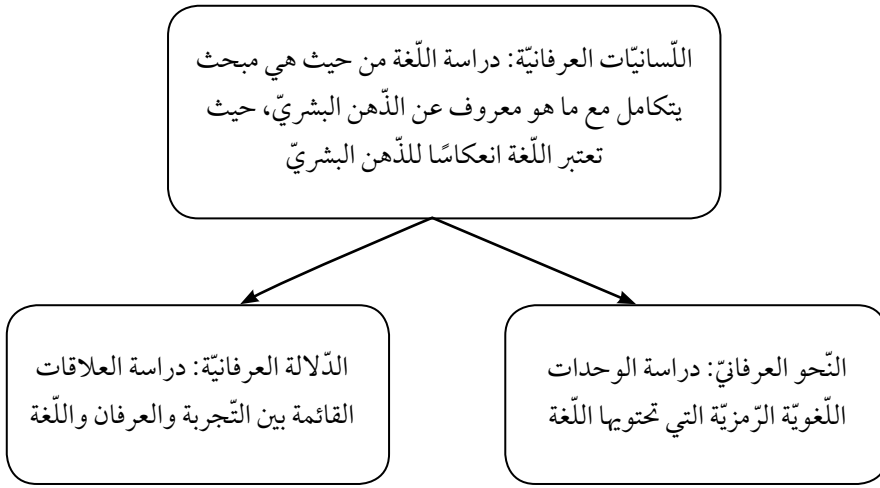 اللّسانيّات العرفانيّة: دراسة اللّغة من حيث هي مبحث
يتكامل مع ما هو معروف عن الذّهن البشريّ، حيث
تعتبر اللّغة انعكاسًا للذّهن البشريّ
النّحو العرفانيّ: دراسة الوحدات
اللّغويّة الرّمزيّة التي تحتويها اللّغة
الدّلالة العرفانيّة: دراسة العلاقات
القائمة بين التّجربة والعرفان واللّغة